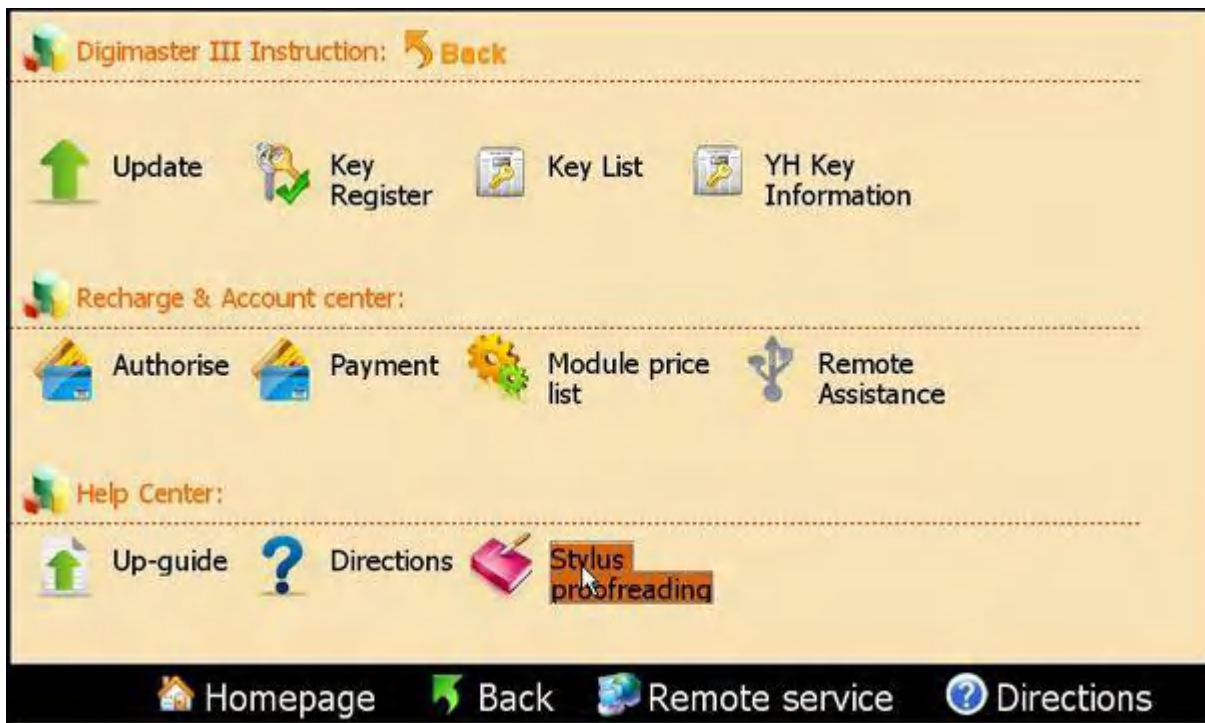 Digimaster III Instruction: Back
Update
Key
Register
Key List
YH Key
Information
Recharge & Account center:
Authorise
Payment
Module price
list
Remote
Assistance
Help Center:
Up-guide
Directions
Stylus
proofreading
Homepage Back Remote service Directions